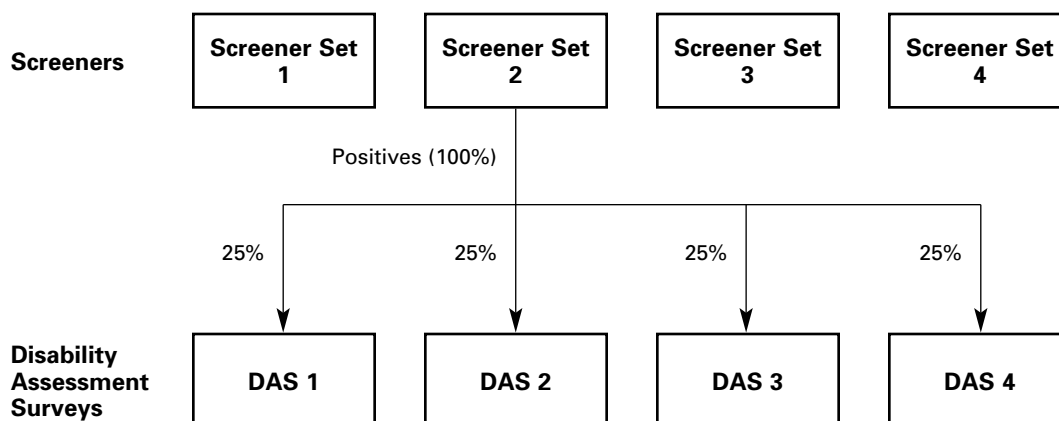 Screeners
Screener Set
1
Screener Set
2
Screener Set
3
Screener Set
4
Positives (100%)
25%
25%
25%
25%
Disability
Assessment
Surveys
DAS 1
DAS 2
DAS 3
DAS 4